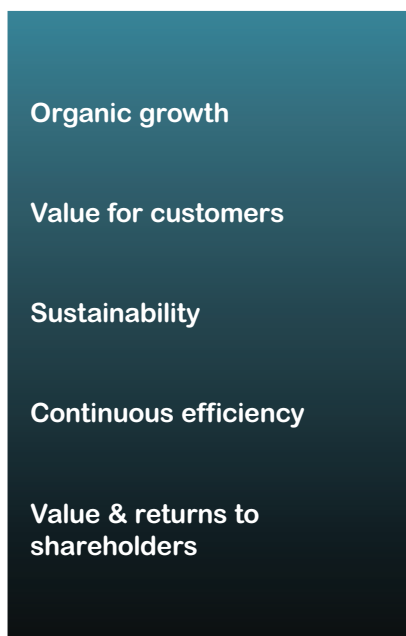 Organic growth
Value for customers
Sustainability
Continuous efficiency
Value & returns to
shareholders